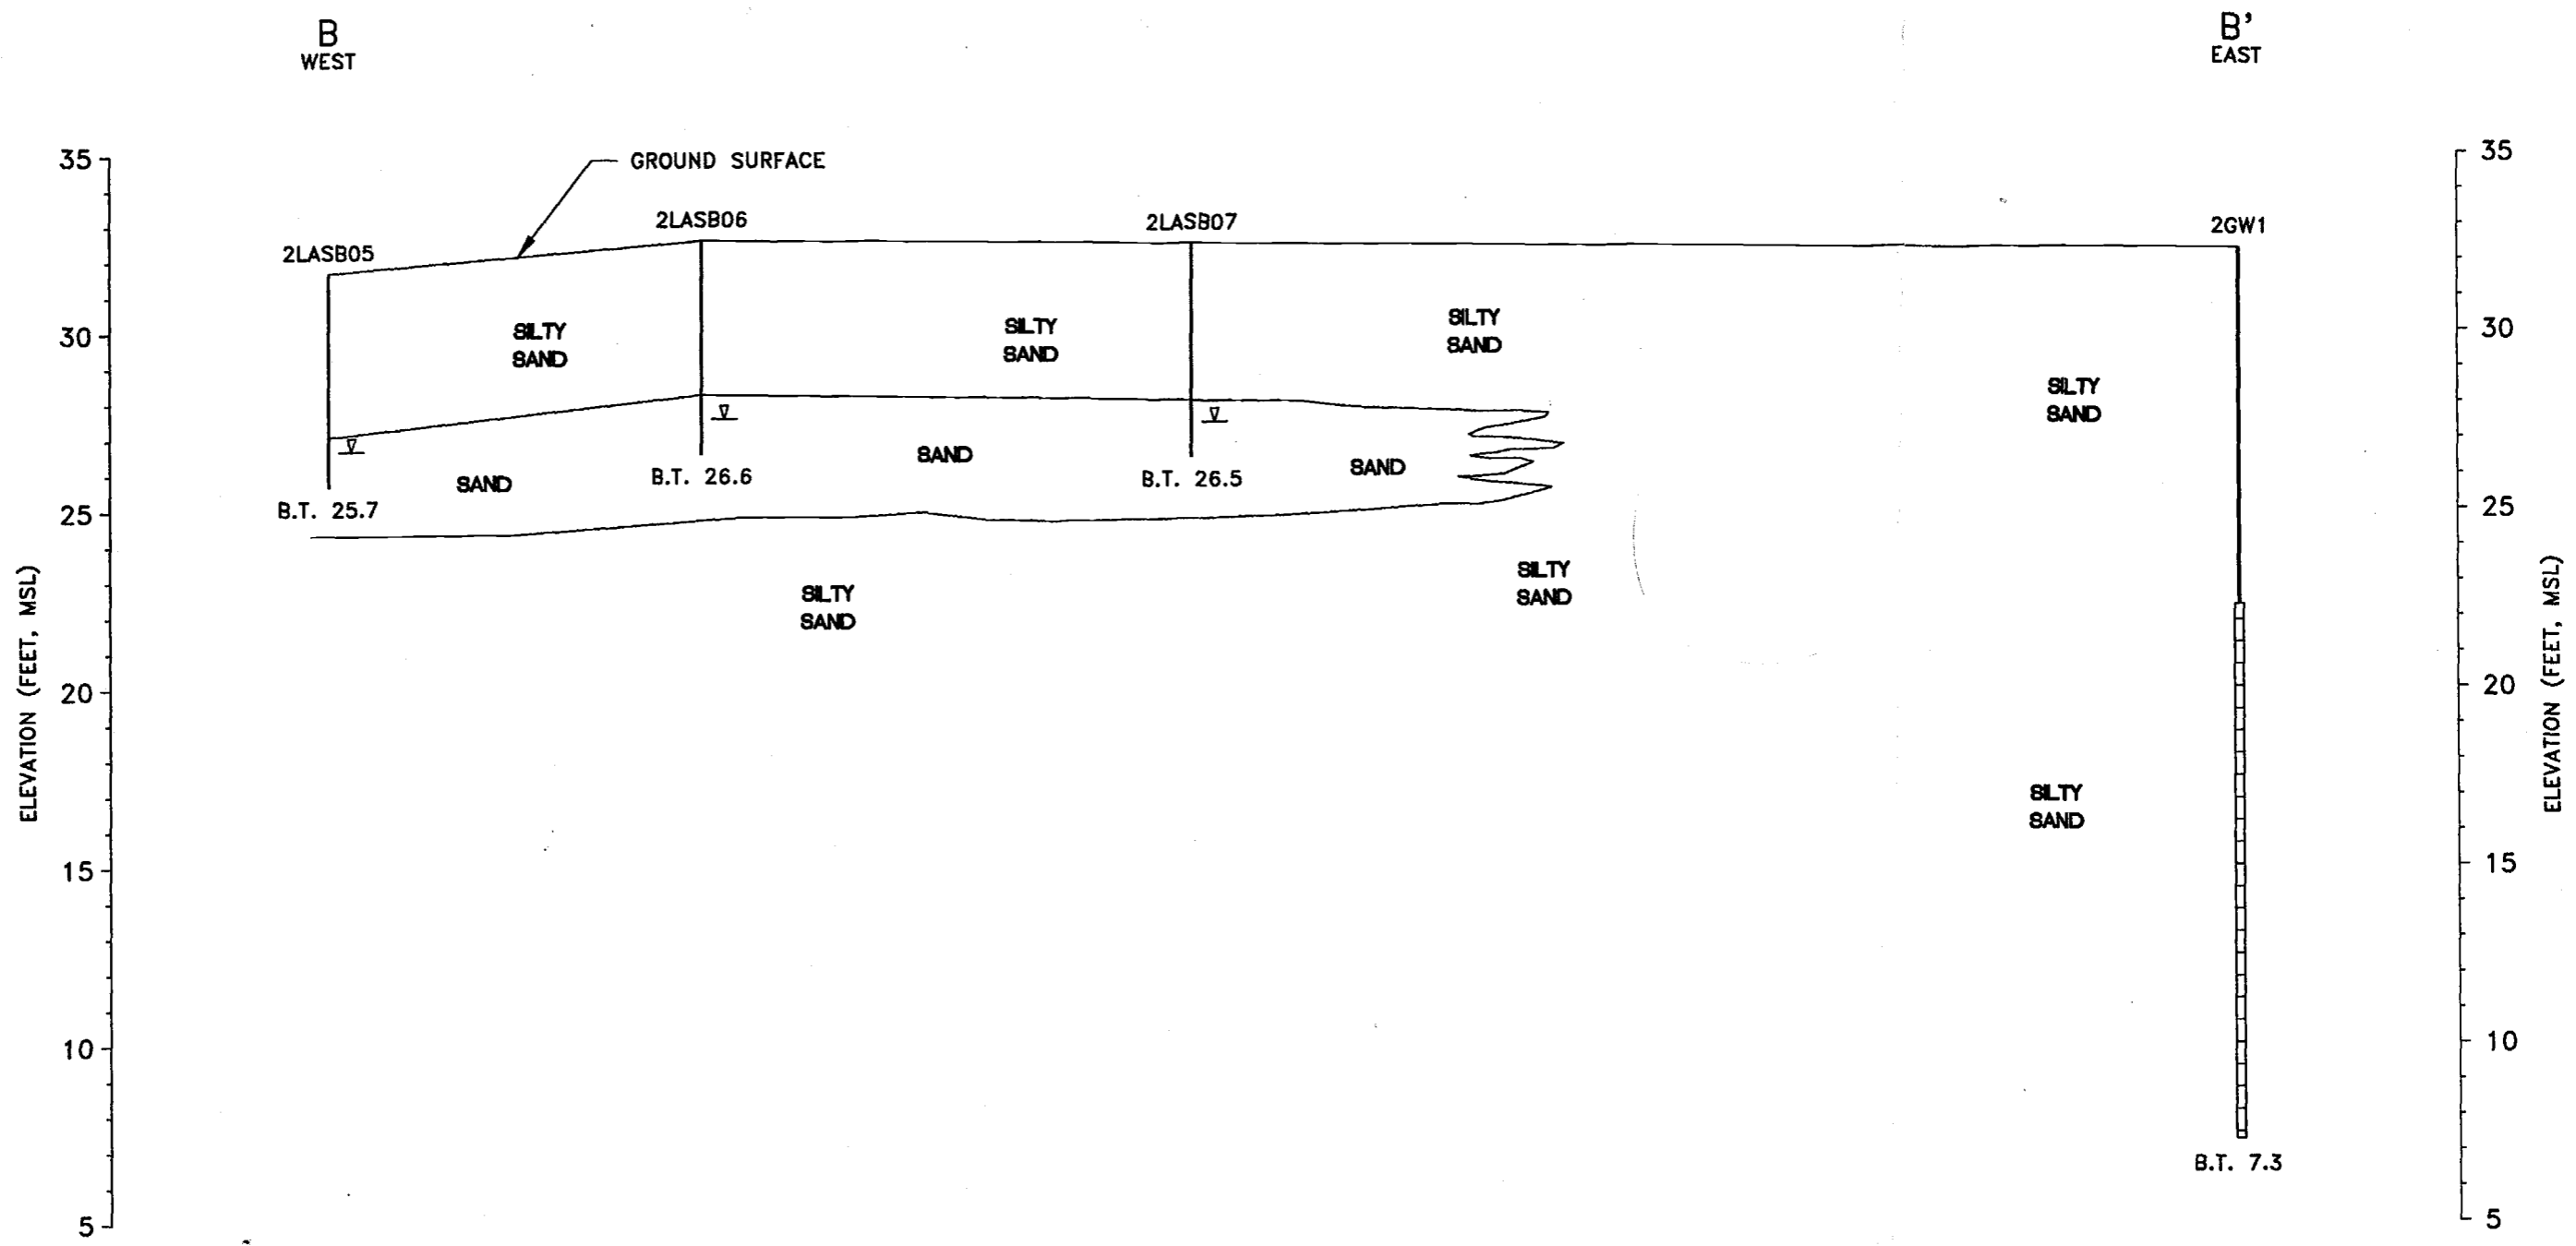 B
WEST
B'
EAST
35
GROUND SURFACE
35
2LASB06
2LASB07
2GW1
2LASB05
SILTY
SAND
SILTY
SAND
SILTY
SAND
30
30
SILTY
SAND
SAND
SAND
SAND
B.T. 25.7
B.T. 26.6
B.T. 26.5
25
25
SILTY
SAND
SILTY
SAND
ELEVATION (FEET, MSL)
ELEVATION (FEET, MSL)
20
20
SILTY
SAND
15
15
10
10
B.T. 7.3
5
5